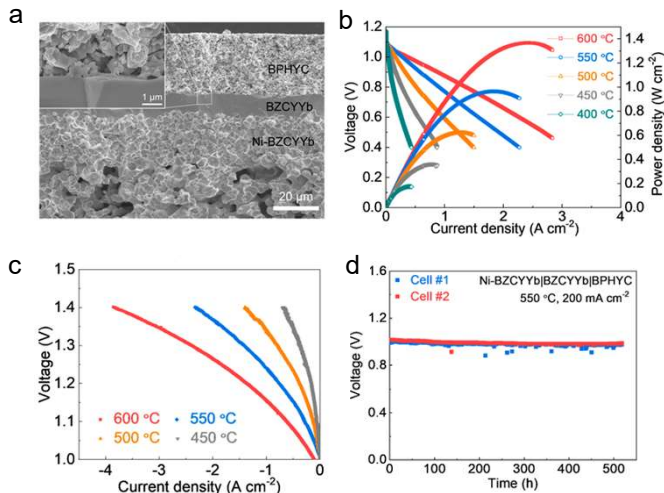 a
BPHYC
1 µm
BZCYYb
Ni-BZCYYb
20 µm
b
Voltage (V)
1.2
1.0
0.8
0.6
0.4
0.2
0.0
600 °C
550 °C
500 °C
450 °C
400 °C
1.4
1.2
1.0
0.8
0.6
0.4
0.2
0.0
Power density (W cm⁻²)
0 1 2 3 4
Current density (A cm⁻²)
c
Voltage (V)
1.5
1.4
1.3
1.2
1.1
1.0
600 °C 550 °C
500 °C 450 °C
-4 -3 -2 -1 0
Current density (A cm⁻²)
d
Voltage (V)
1.6
1.2
0.8
0.4
0.0
Cell #1 Ni-BZCYYb|BZCYYb|BPHYC
Cell #2 550 °C, 200 mA cm⁻²
0 100 200 300 400 500
Time (h)